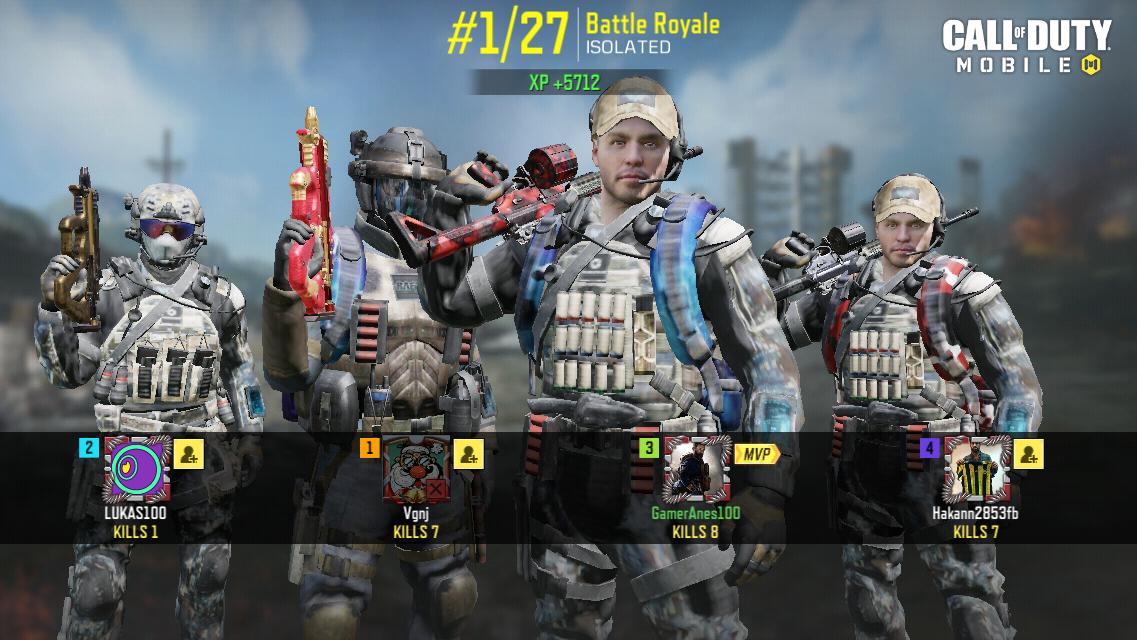 #1/27
Battle Royale
ISOLATED
XP +5712
CALL OF DUTY
MOBILE
2
LUKAS100
KILLS 1
1
Vgnj
KILLS 7
3
MVP
GamerAnes100
KILLS 8
4
Hakann2853fb
KILLS 7